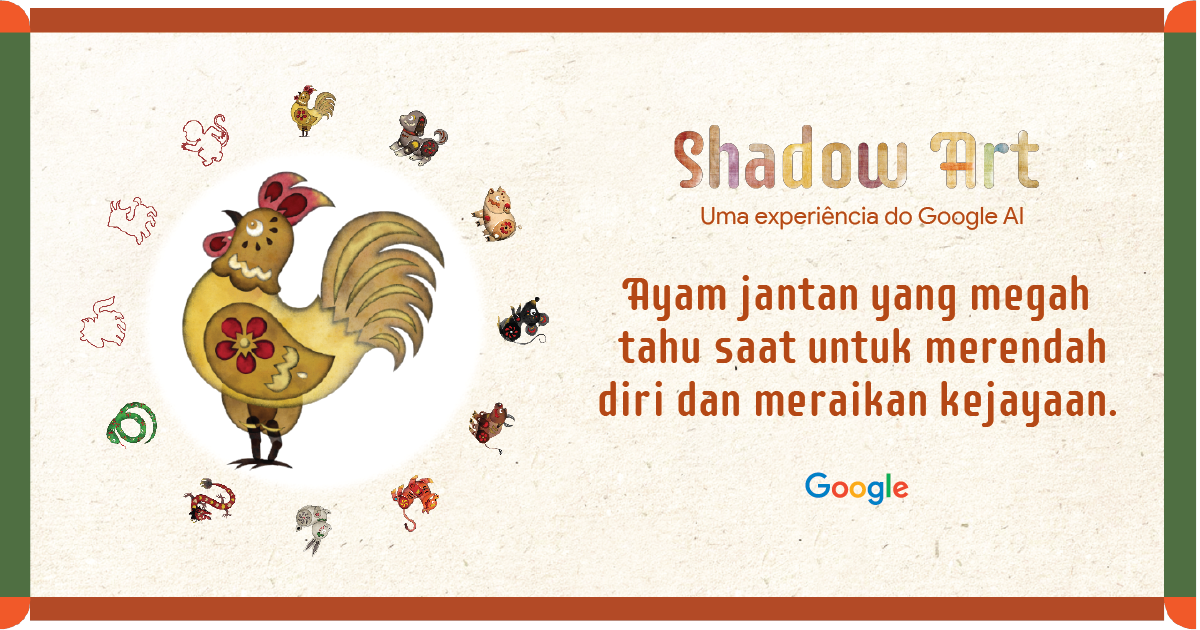 Shadow Art
Uma experiência do Google AI
Ayam jantan yang megah
tahu saat untuk merendah
diri dan meraikan kejayaan.
Google